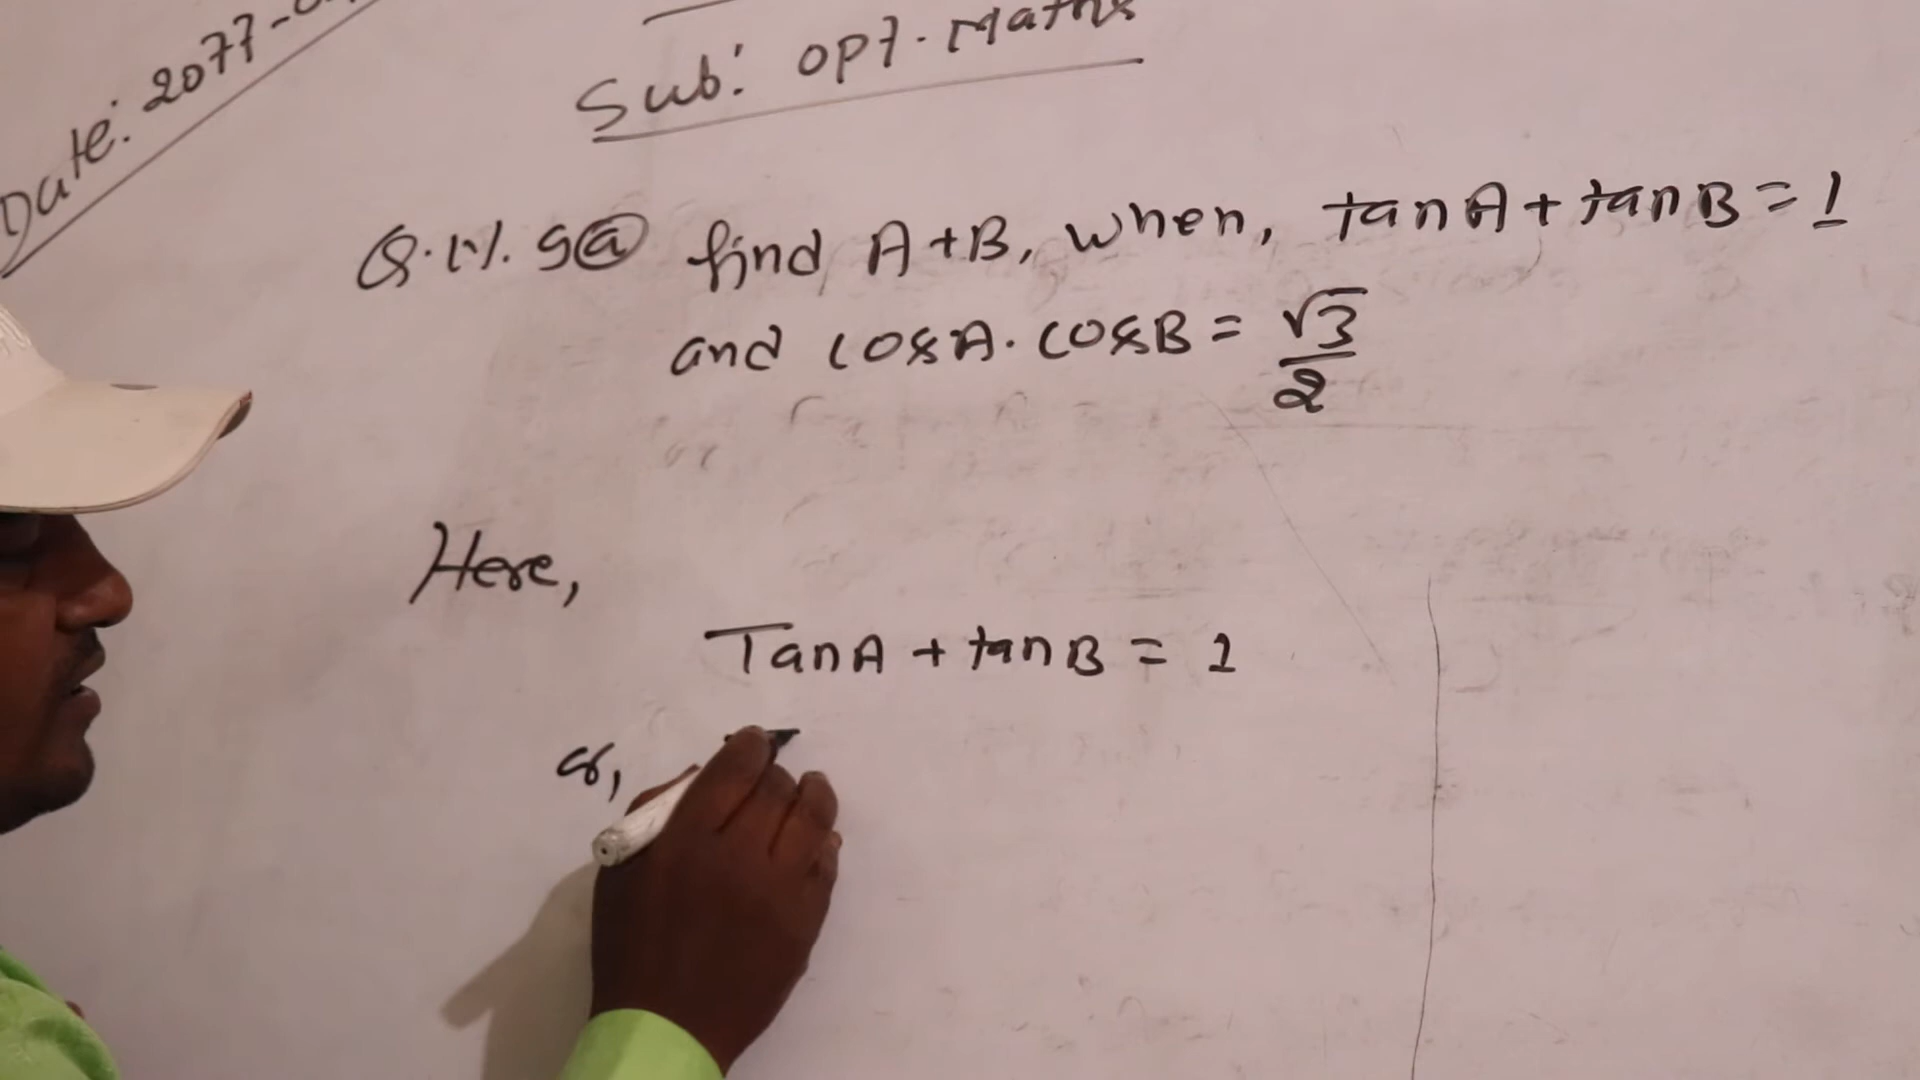 Date: 2077-0
Sub: opt. Maths
Q.N. 9(a) find A+B, when, tanA + tanB = 1
and cosA. cosB = √3/2
Here,
TanA + tanB = 1
or,